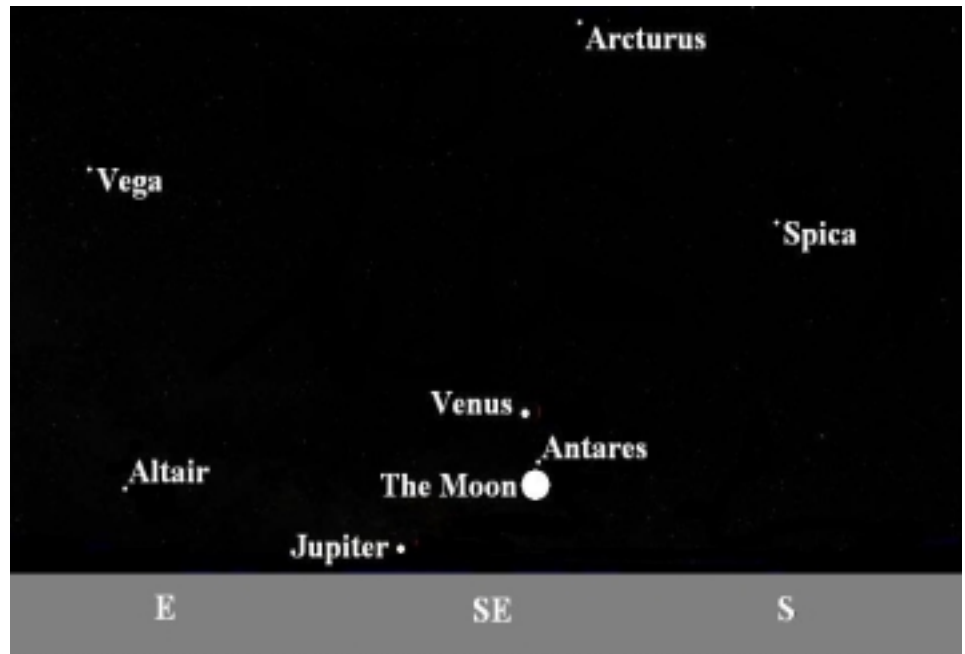 Arcturus
Vega
Spica
Venus
Antares
Altair
The Moon
Jupiter
E SE S